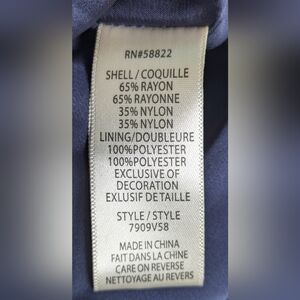 RN#58822
SHELL/COQUILLE
65% RAYON
65% RAYONNE
35% NYLON
35% NYLON
LINING/DOUBLEURE
100%POLYESTER
100%POLYESTER
EXCLUSIVE OF
DECORATION
EXLUSIF DETAILLE
STYLE / STYLE
7909V58
MADE IN CHINA
FAIT DANS LA CHINE
CARE ON REVERSE
NETTOYAGE AU REVERS